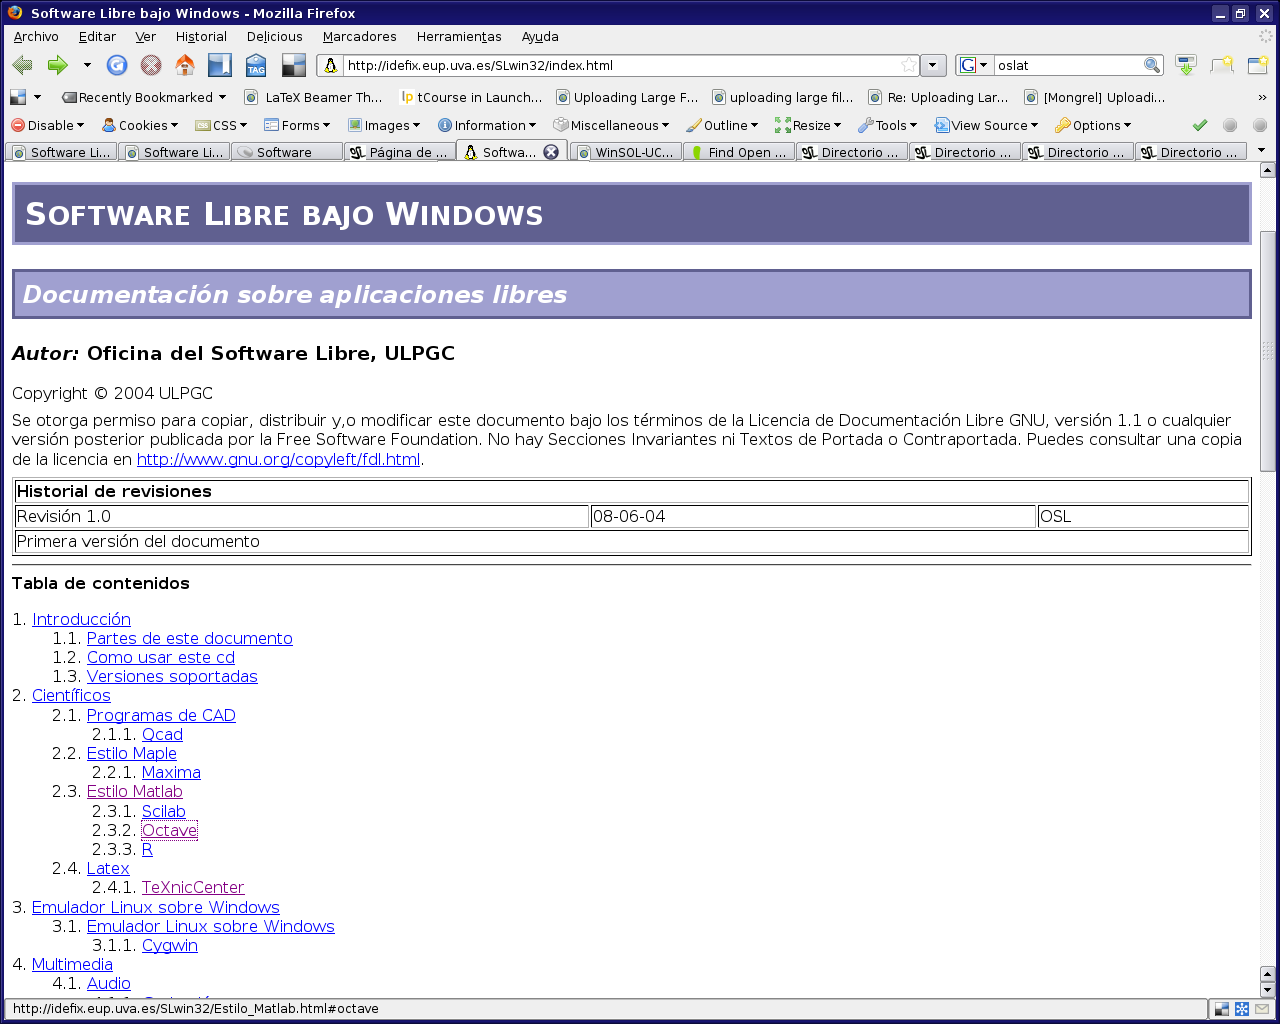 Software Libre bajo Windows - Mozilla Firefox
Archivo Editar Ver Historial Delicious Marcadores Herramientas Ayuda
TAG http://idefix.eup.uva.es/SLwin32/index.html G oslat
Recently Bookmarked LaTeX Beamer Th... tCourse in Launch... Uploading Large F... uploading large fil... Re: Uploading Lar... [Mongrel] Uploadi... »
Disable Cookies CSS Forms Images Information Miscellaneous Outline Resize Tools View Source Options
Software Li... Software Li... Software Página de ... Softwa... WinSOL-UC... Find Open ... Directorio ... Directorio ... Directorio ... Directorio ...
Software Libre bajo Windows
Documentación sobre aplicaciones libres
Autor: Oficina del Software Libre, ULPGC
Copyright © 2004 ULPGC
Se otorga permiso para copiar, distribuir y,o modificar este documento bajo los términos de la Licencia de Documentación Libre GNU, versión 1.1 o cualquier
versión posterior publicada por la Free Software Foundation. No hay Secciones Invariantes ni Textos de Portada o Contraportada. Puedes consultar una copia
de la licencia en http://www.gnu.org/copyleft/fdl.html.
Historial de revisiones
Revisión 1.0 08-06-04 OSL
Primera versión del documento
Tabla de contenidos
1. Introducción
1.1. Partes de este documento
1.2. Como usar este cd
1.3. Versiones soportadas
2. Científicos
2.1. Programas de CAD
2.1.1. Qcad
2.2. Estilo Maple
2.2.1. Maxima
2.3. Estilo Matlab
2.3.1. Scilab
2.3.2. Octave
2.3.3. R
2.4. Latex
2.4.1. TeXnicCenter
3. Emulador Linux sobre Windows
3.1. Emulador Linux sobre Windows
3.1.1. Cygwin
4. Multimedia
4.1. Audio
http://idefix.eup.uva.es/SLwin32/Estilo_Matlab.html#octave